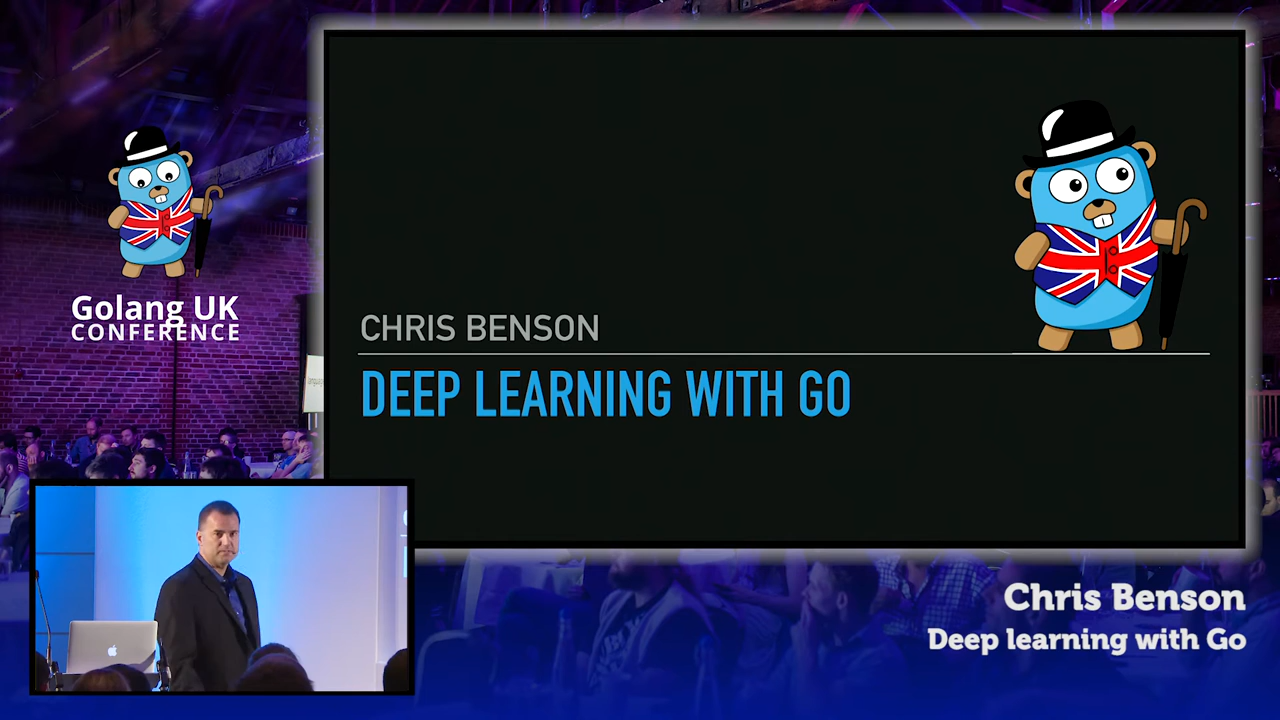 Golang UK
CONFERENCE
CHRIS BENSON
DEEP LEARNING WITH GO
Chris Benson
Deep learning with Go